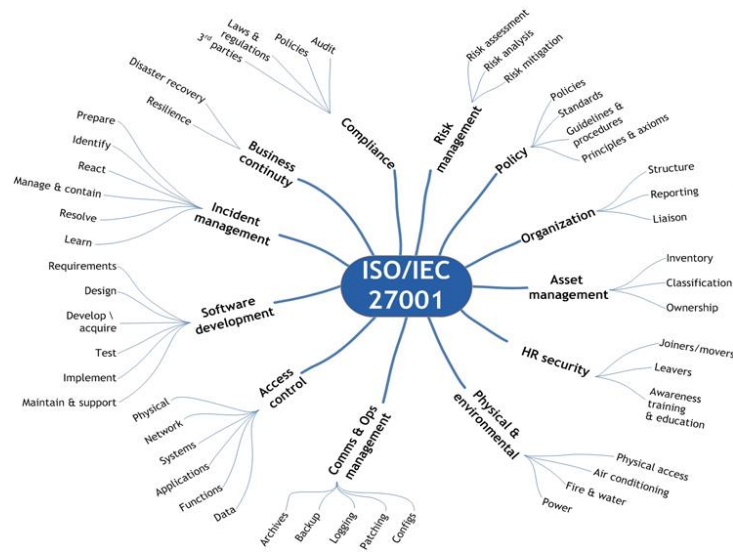 ISO/IEC
27001
Risk
management
Risk assessment
Risk analysis
Risk mitigation
Policy
Policies
Standards
Guidelines &
procedures
Principles & axioms
Organization
Structure
Reporting
Liaison
Asset
management
Inventory
Classification
Ownership
HR security
Joiners/movers
Leavers
Awareness
training
& education
Physical &
environmental
Physical access
Air conditioning
Fire & water
Power
Comms & Ops
management
Configs
Patching
Logging
Backup
Archives
Access
control
Physical
Network
Systems
Applications
Functions
Data
Software
development
Requirements
Design
Develop \
acquire
Test
Implement
Maintain & support
Incident
management
Prepare
Identify
React
Manage & contain
Resolve
Learn
Business
continuty
Disaster recovery
Resilience
Compliance
3rd parties
Laws &
regulations
Policies
Audit